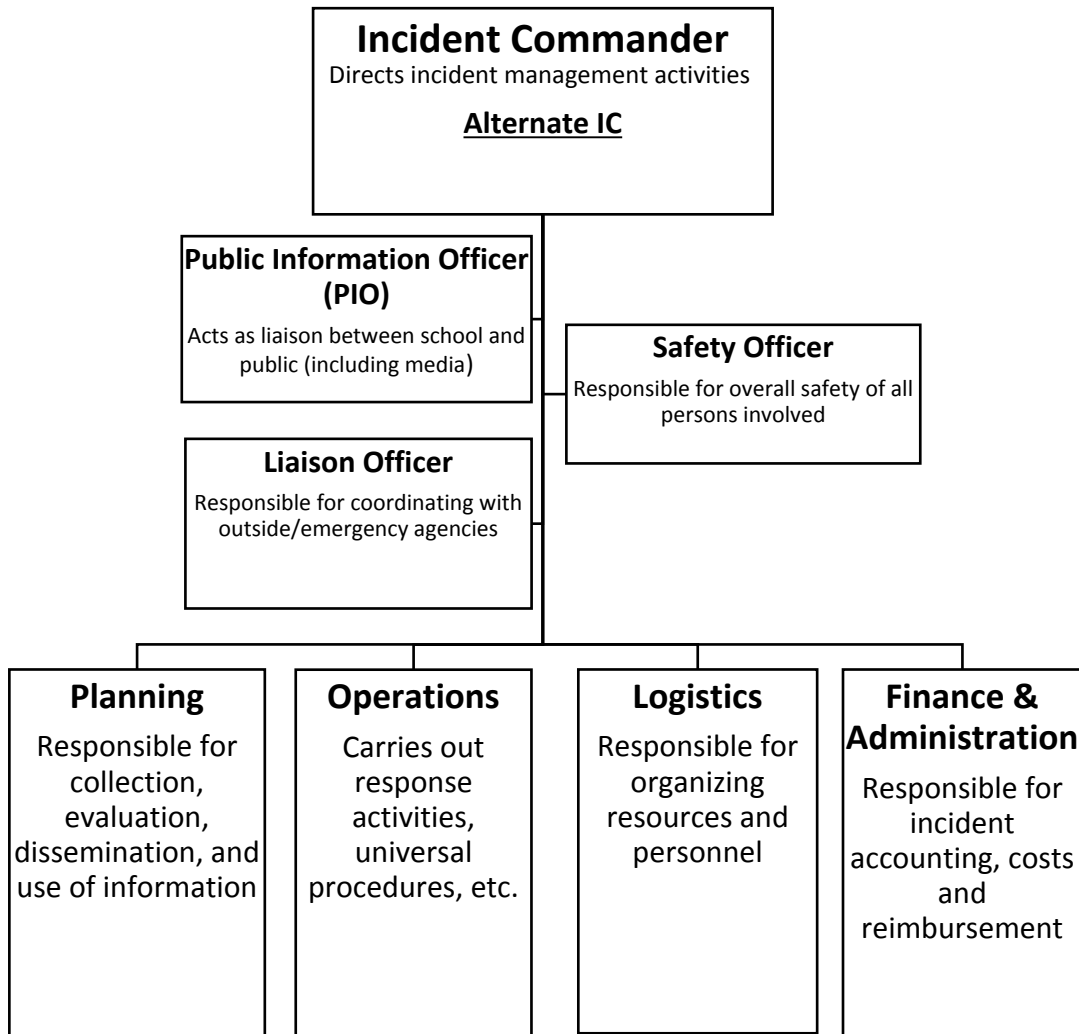 Incident Commander
Directs incident management activities
Alternate IC
Public Information Officer
(PIO)
Acts as liaison between school and
public (including media)
Safety Officer
Responsible for overall safety of all
persons involved
Liaison Officer
Responsible for coordinating with
outside/emergency agencies
Planning
Responsible for
collection,
evaluation,
dissemination, and
use of information
Operations
Carries out
response
activities,
universal
procedures, etc.
Logistics
Responsible for
organizing
resources and
personnel
Finance &
Administration
Responsible for
incident
accounting, costs
and
reimbursement